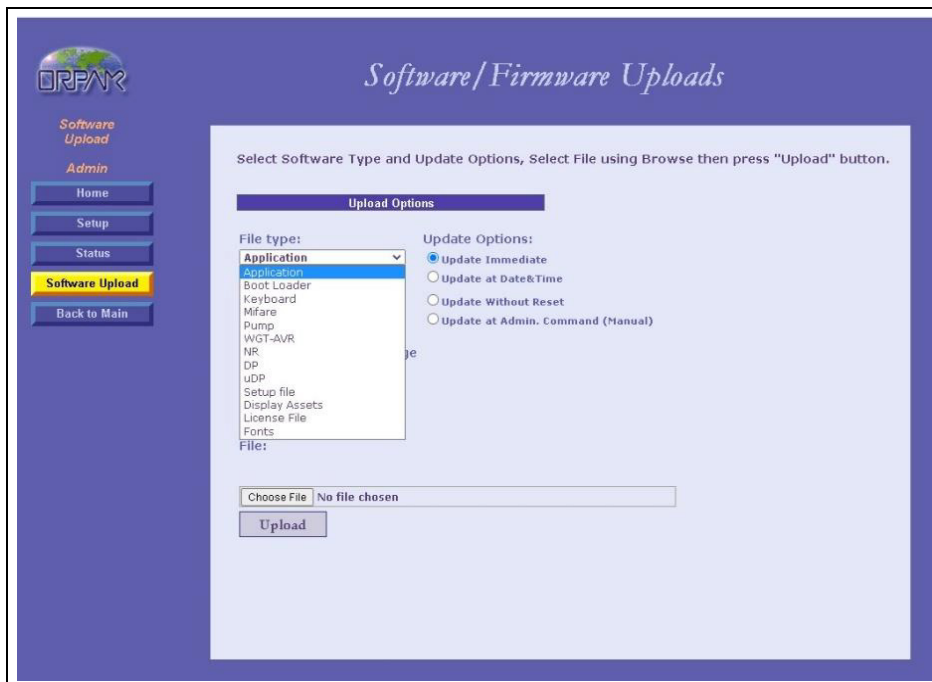 ORPAK
Software/Firmware Uploads
Software
Upload
Admin
Home
Setup
Status
Software Upload
Back to Main
Select Software Type and Update Options, Select File using Browse then press "Upload" button.
Upload Options
File type:
Application
Application
Boot Loader
Keyboard
Mifare
Pump
WGT-AVR
NR
DP
uDP
Setup file
Display Assets
License File
Fonts
Update Options:
Update Immediate
Update at Date&Time
Update Without Reset
Update at Admin. Command (Manual)
ge
File:
Choose File No file chosen
Upload